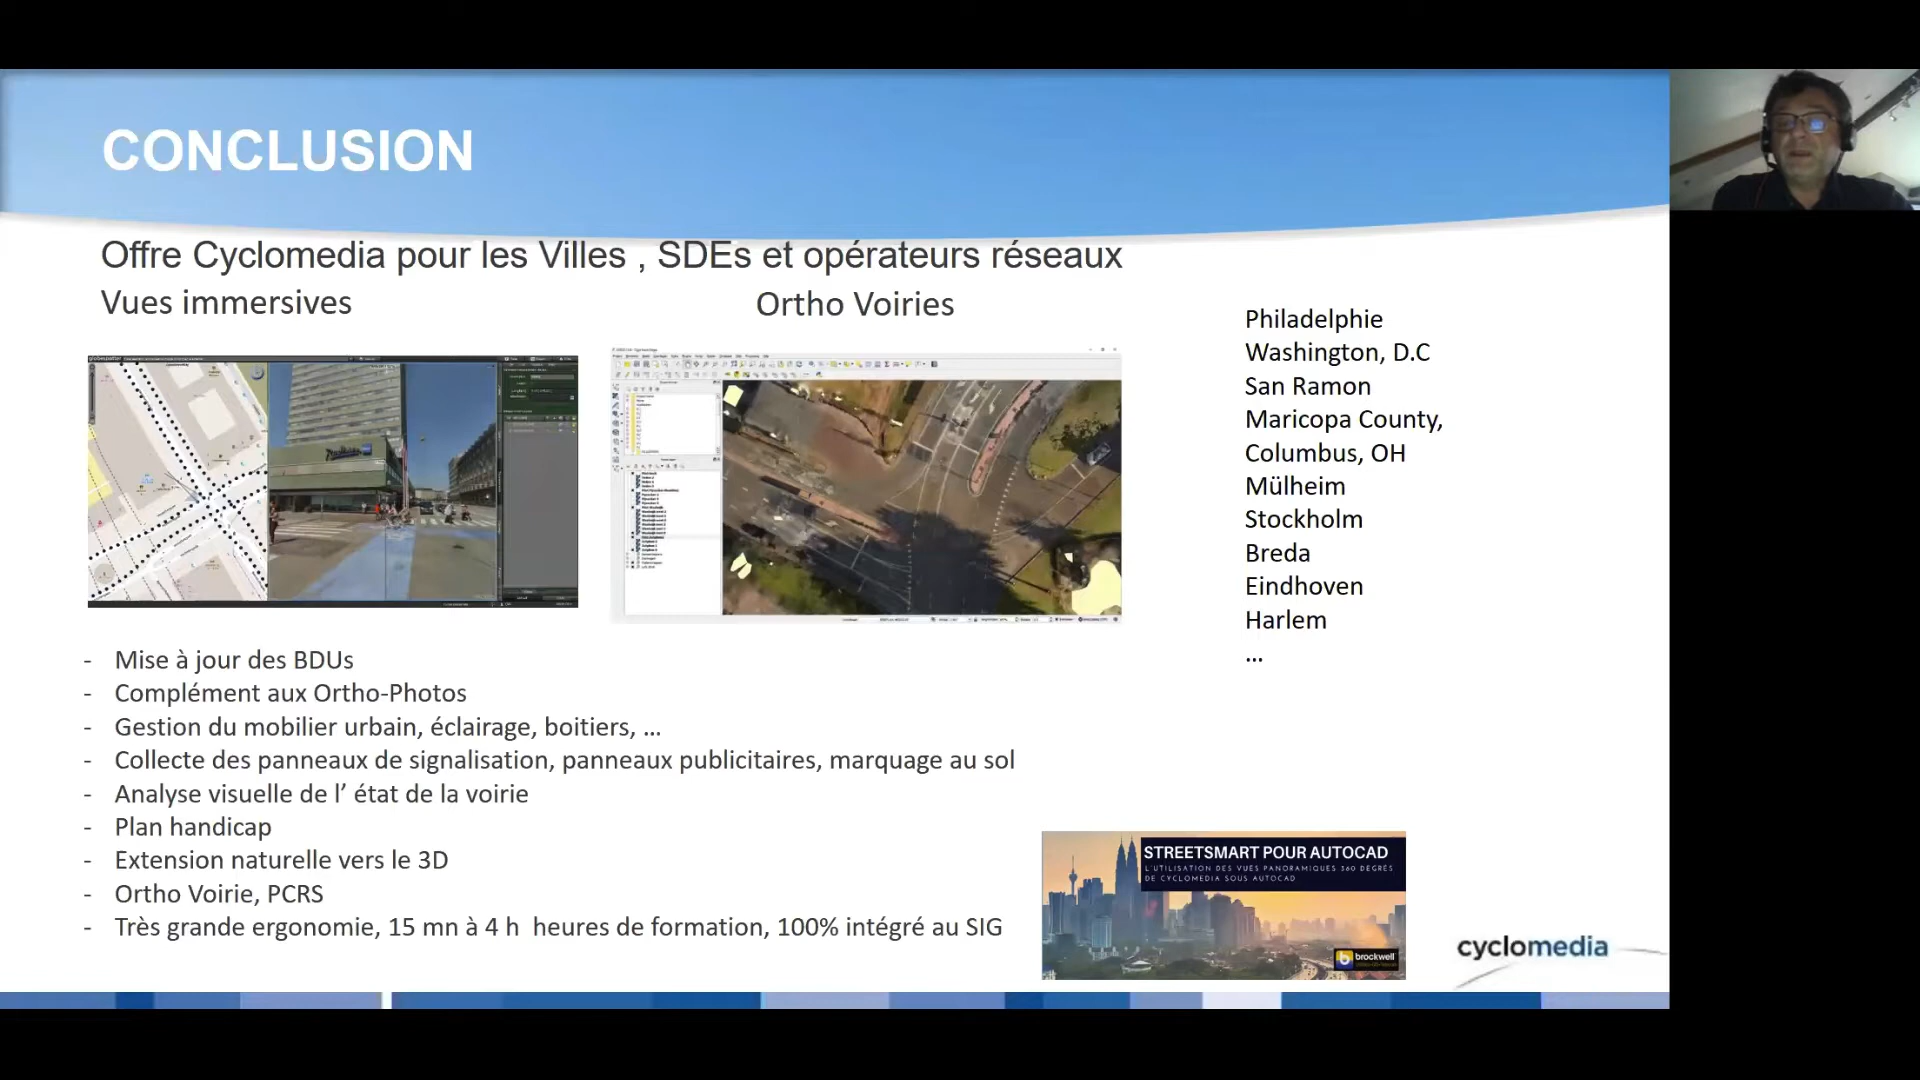 CONCLUSION
Offre Cyclomedia pour les Villes , SDEs et opérateurs réseaux
Vues immersives
Ortho Voiries
Philadelphie
Washington, D.C
San Ramon
Maricopa County,
Columbus, OH
Mülheim
Stockholm
Breda
Eindhoven
Harlem
...
- Mise à jour des BDUs
- Complément aux Ortho-Photos
- Gestion du mobilier urbain, éclairage, boitiers, ...
- Collecte des panneaux de signalisation, panneaux publicitaires, marquage au sol
- Analyse visuelle de l’ état de la voirie
- Plan handicap
- Extension naturelle vers le 3D
- Ortho Voirie, PCRS
- Très grande ergonomie, 15 mn à 4 h heures de formation, 100% intégré au SIG
STREETSMART POUR AUTOCAD
L'UTILISATION DES VUES PANORAMIQUES 360 DEGRÉS
DE CYCLOMEDIA SOUS AUTOCAD
brockwell
cyclomedia